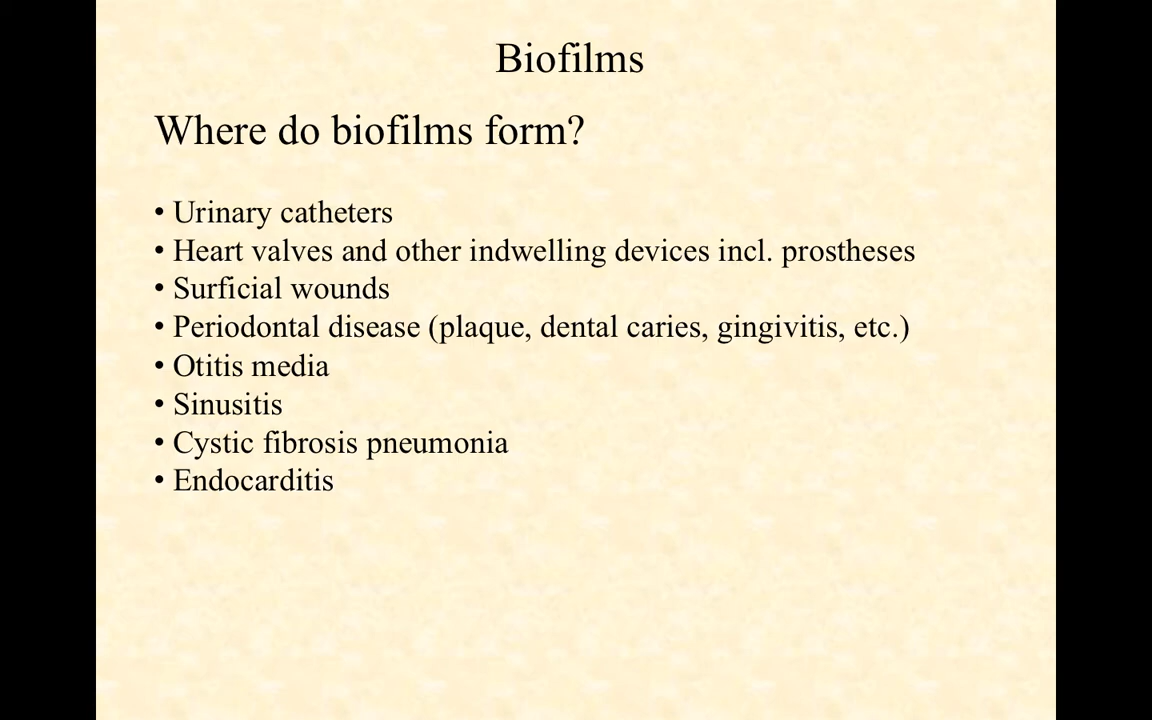 Biofilms
Where do biofilms form?
• Urinary catheters
• Heart valves and other indwelling devices incl. prostheses
• Surficial wounds
• Periodontal disease (plaque, dental caries, gingivitis, etc.)
• Otitis media
• Sinusitis
• Cystic fibrosis pneumonia
• Endocarditis